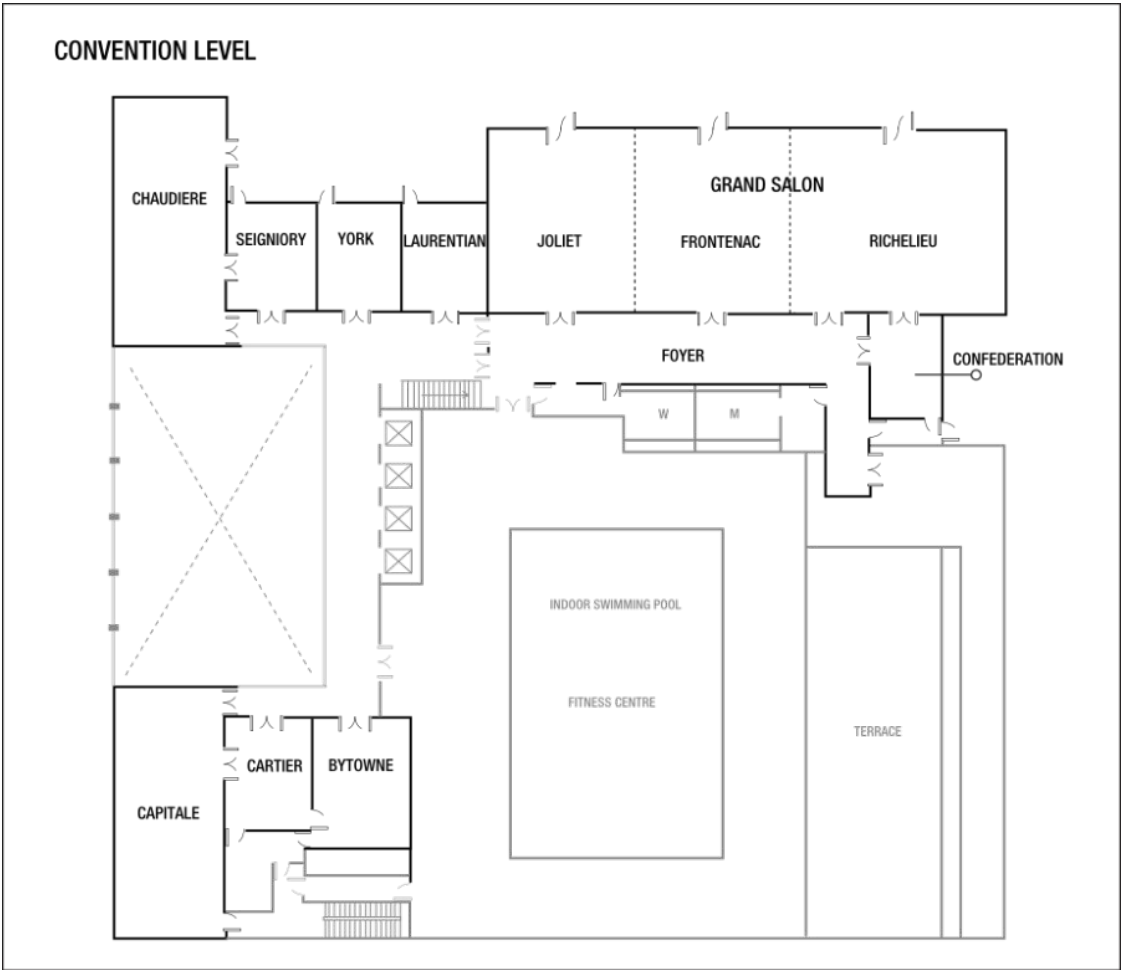 CONVENTION LEVEL
CHAUDIERE
SEIGNIORY
YORK
LAURENTIAN
GRAND SALON
JOLIET
FRONTENAC
RICHELIEU
FOYER
CONFEDERATION
W
M
INDOOR SWIMMING POOL
FITNESS CENTRE
TERRACE
CARTIER
BYTOWNE
CAPITALE